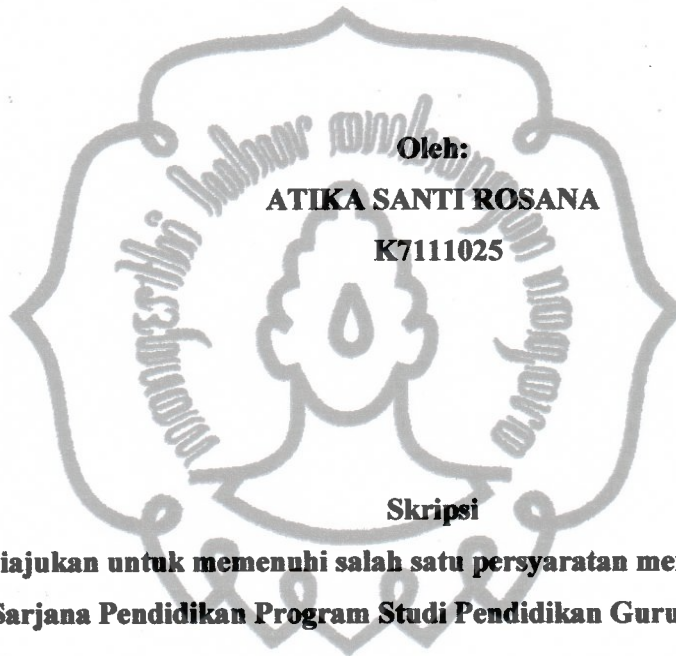 Oleh:
ATIKA SANTI ROSANA
K7111025
Skripsi
iajukan untuk memenuhi salah satu persyaratan me
Sarjana Pendidikan Program Studi Pendidikan Guru